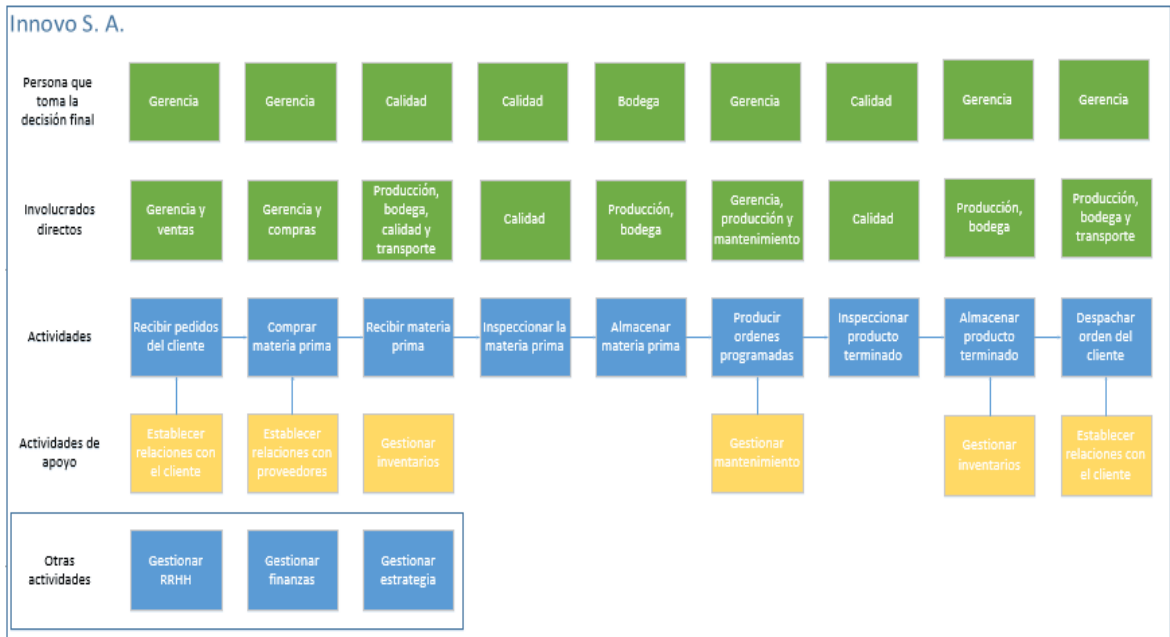 Innovo S. A.
Persona que
toma la
decisión final
Gerencia
Gerencia
Calidad
Calidad
Bodega
Gerencia
Calidad
Gerencia
Gerencia
Involucrados
directos
Gerencia y
ventas
Gerencia y
compras
Producción,
bodega,
calidad y
transporte
Calidad
Producción,
bodega
Gerencia,
producción y
mantenimiento
Calidad
Producción,
bodega
Producción,
bodega y
transporte
Actividades
Recibir pedidos
del cliente
Comprar
materia prima
Recibir materia
prima
Inspeccionar la
materia prima
Almacenar
materia prima
Producir
ordenes
programadas
Inspeccionar
producto
terminado
Almacenar
producto
terminado
Despachar
orden del
cliente
Actividades de
apoyo
Establecer
relaciones con
el cliente
Establecer
relaciones con
proveedores
Gestionar
inventarios
Gestionar
mantenimiento
Gestionar
inventarios
Establecer
relaciones con
el cliente
Otras
actividades
Gestionar
RRHH
Gestionar
finanzas
Gestionar
estrategia